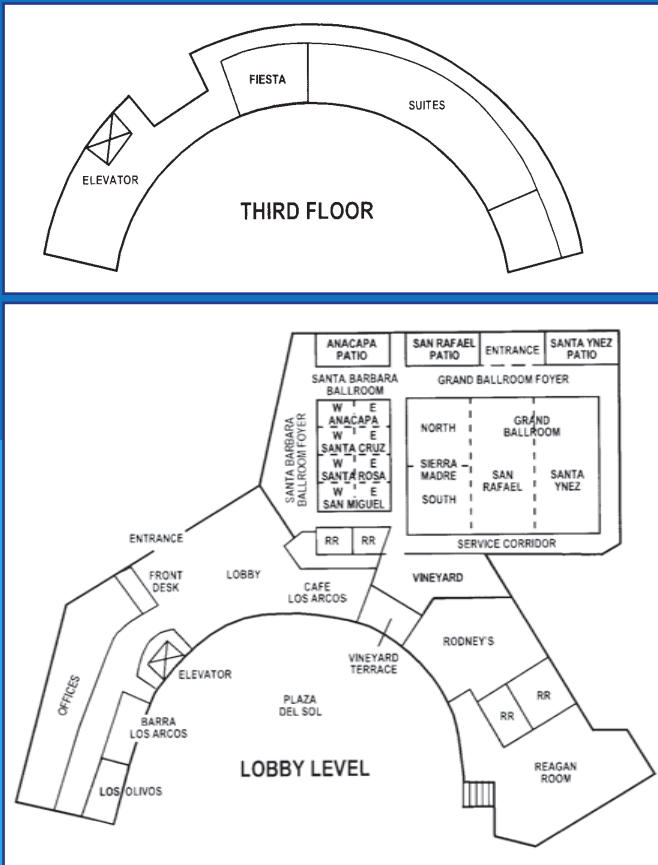 FIESTA
SUITES
ELEVATOR
THIRD FLOOR
ANACAPA
PATIO
SAN RAFAEL
PATIO
ENTRANCE
SANTA YNEZ
PATIO
SANTA BARBARA
BALLROOM
GRAND BALLROOM FOYER
SANTA BARBARA
BALLROOM FOYER
W E
ANACAPA
W E
SANTA CRUZ
W E
SANTA ROSA
W E
SAN MIGUEL
NORTH
SIERRA
MADRE
SOUTH
GRAND
BALLROOM
SAN
RAFAEL
SANTA
YNEZ
RR
RR
SERVICE CORRIDOR
ENTRANCE
FRONT
DESK
LOBBY
CAFE
LOS ARCOS
VINEYARD
VINEYARD
TERRACE
RODNEY'S
OFFICES
ELEVATOR
BARRA
LOS ARCOS
LOS OLIVOS
PLAZA
DEL SOL
RR
RR
REAGAN
ROOM
LOBBY LEVEL